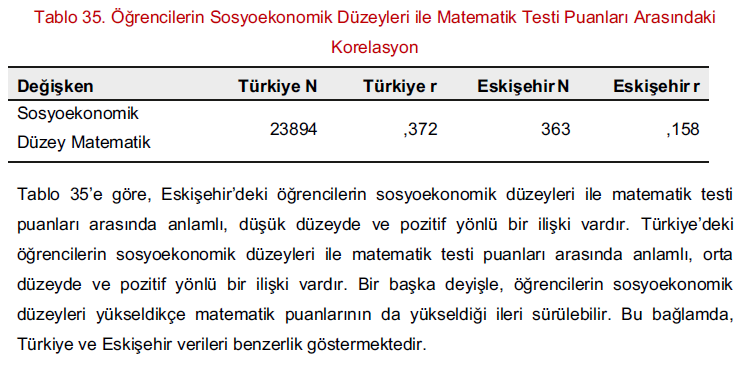 Tablo 35. Öğrencilerin Sosyoekonomik Düzeyleri ile Matematik Testi Puanları Arasındaki
Korelasyon
Değişken Türkiye N Türkiye r Eskişehir N Eskişehir r
Sosyoekonomik
Düzey Matematik 23894 ,372 363 ,158
Tablo 35’e göre, Eskişehir’deki öğrencilerin sosyoekonomik düzeyleri ile matematik testi
puanları arasında anlamlı, düşük düzeyde ve pozitif yönlü bir ilişki vardır. Türkiye’deki
öğrencilerin sosyoekonomik düzeyleri ile matematik testi puanları arasında anlamlı, orta
düzeyde ve pozitif yönlü bir ilişki vardır. Bir başka deyişle, öğrencilerin sosyoekonomik
düzeyleri yükseldikçe matematik puanlarının da yükseldiği ileri sürülebilir. Bu bağlamda,
Türkiye ve Eskişehir verileri benzerlik göstermektedir.